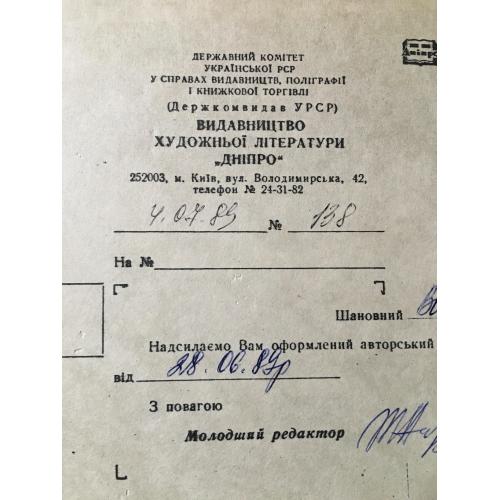 Дніпро
ДЕРЖАВНИЙ КОМІТЕТ
УКРАЇНСЬКОЇ РСР
У СПРАВАХ ВИДАВНИЦТВ, ПОЛІГРАФІЇ
І КНИЖКОВОЇ ТОРГІВЛІ
(Держкомвидав УРСР)
ВИДАВНИЦТВО
ХУДОЖНЬОЇ ЛІТЕРАТУРИ
„ДНІПРО“
252003, м. Київ, вул. Володимирська, 42,
телефон № 24-31-82
4.07.89 № 138
На №
Шановний
Надсилаємо Вам оформлений авторський
від 28.06.89р
З повагою
Молодший редактор